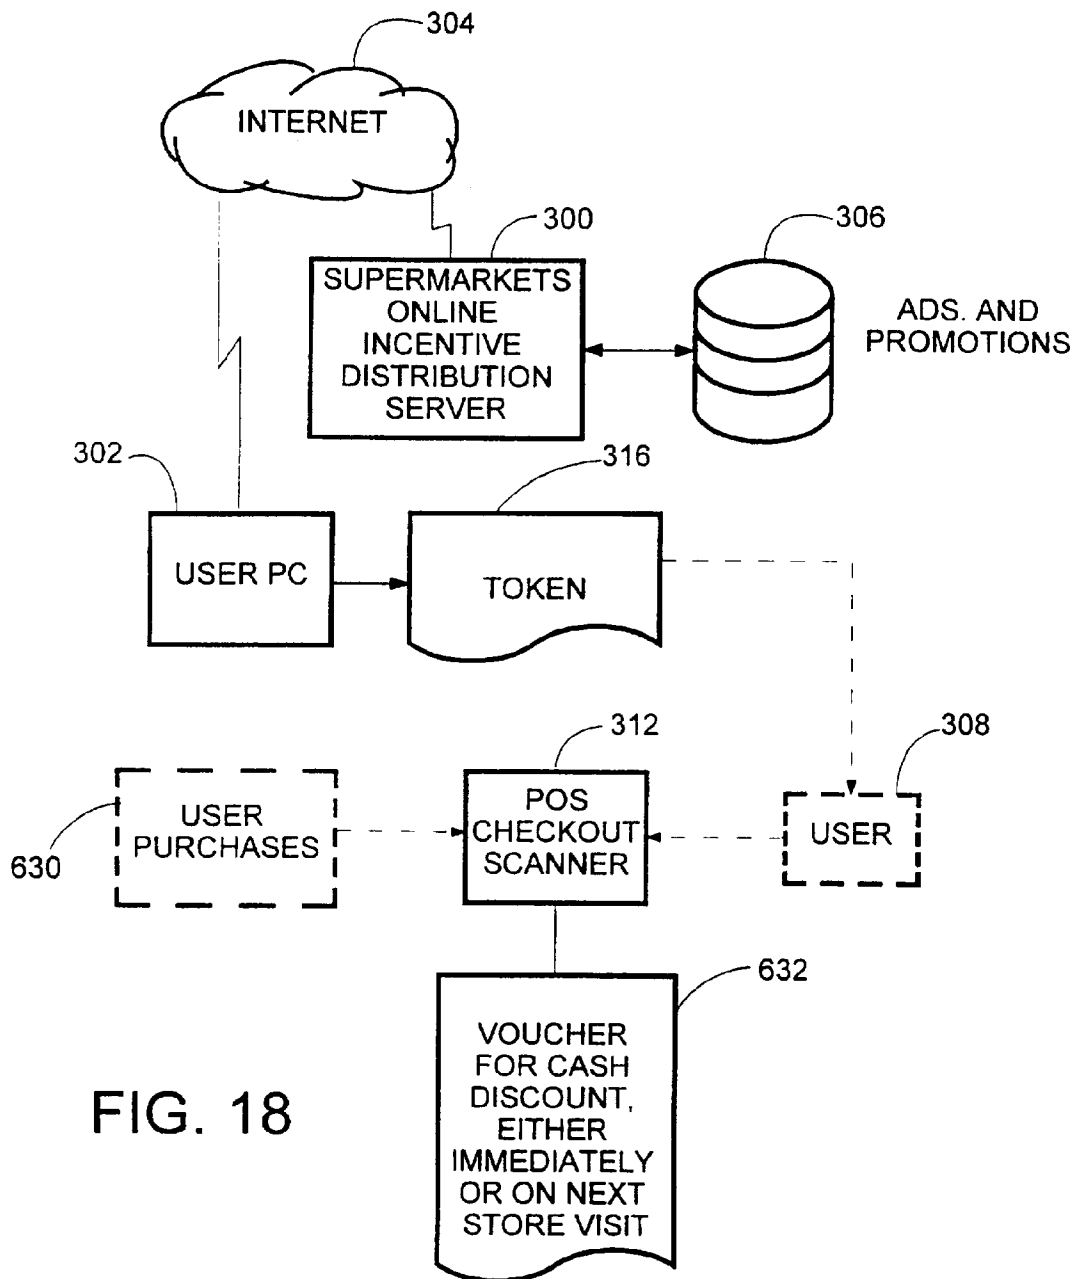 304
INTERNET
300
306
SUPERMARKETS
ONLINE
INCENTIVE
DISTRIBUTION
SERVER
ADS. AND
PROMOTIONS
302
316
USER PC
TOKEN
312
308
USER
PURCHASES
POS
CHECKOUT
SCANNER
USER
630
632
VOUCHER
FOR CASH
DISCOUNT,
EITHER
IMMEDIATELY
OR ON NEXT
STORE VISIT
FIG. 18